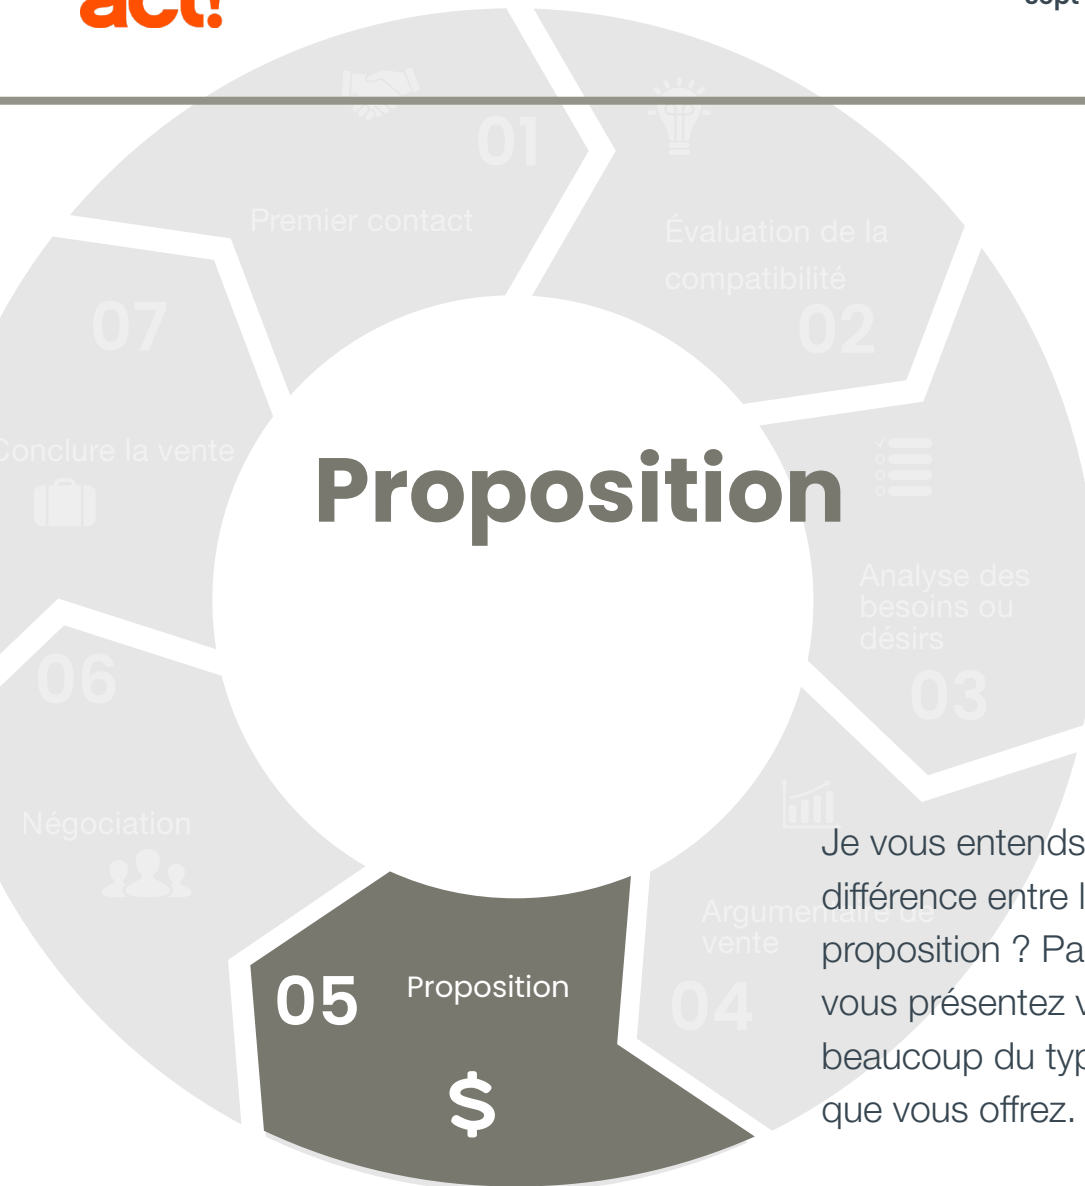 act!
sept
01
Premier contact
Évaluation de la
compatibilité
02
07
Conclure la vente
Proposition
Analyse des
besoins ou
désirs
03
06
Négociation
Je vous entends
différence entre l
proposition ? Pa
vous présentez v
beaucoup du typ
que vous offrez.
Argumentaire de
vente
04
05
Proposition
$